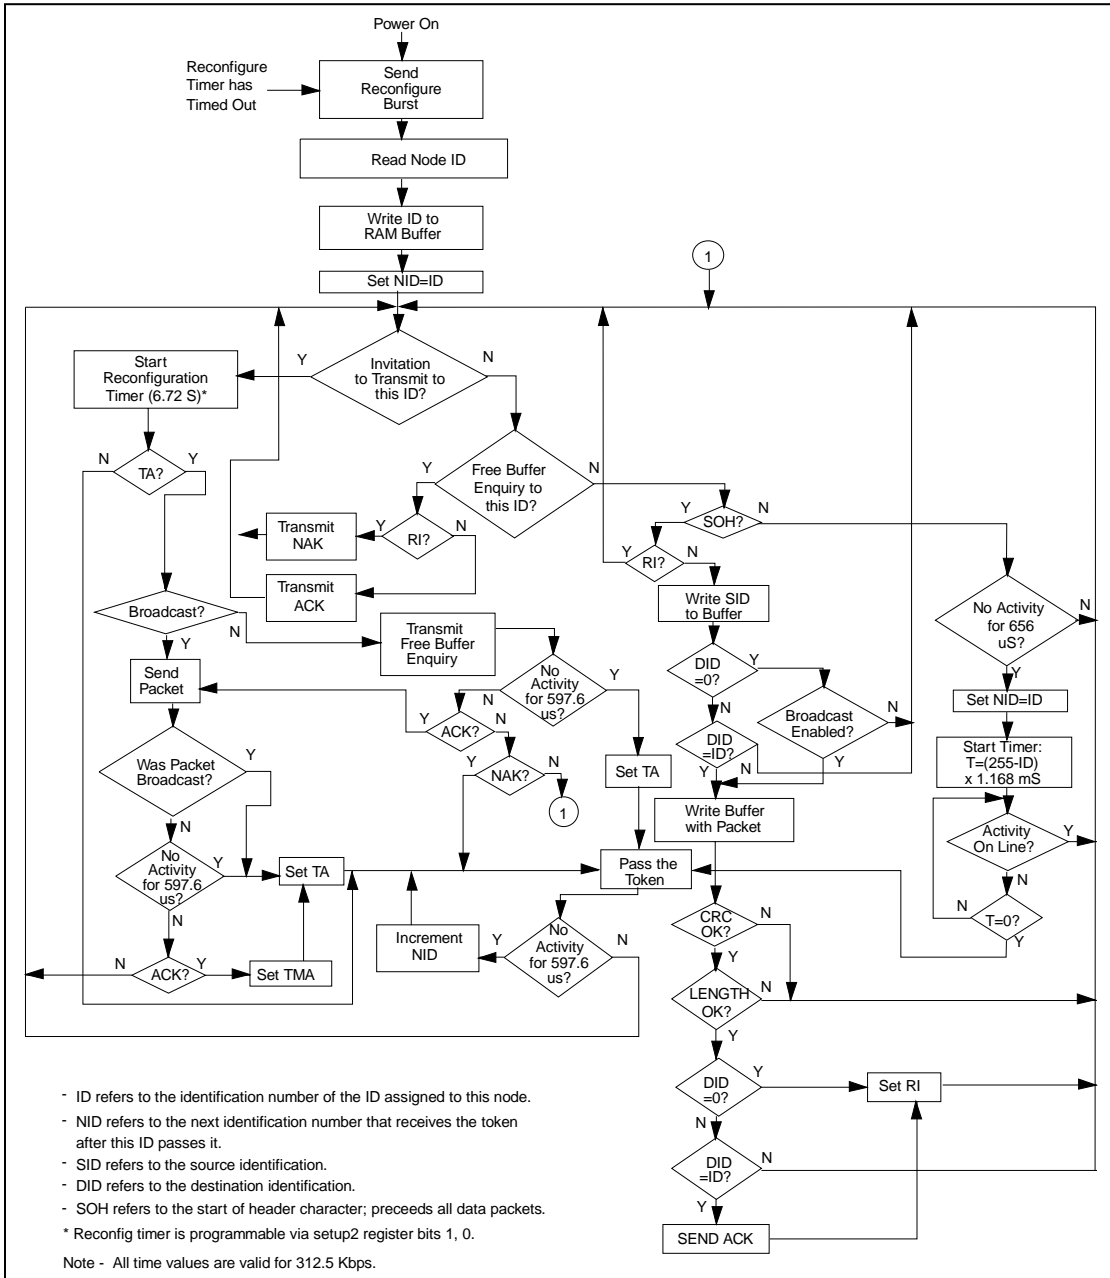 Power On
Reconfigure
Timer has
Timed Out
Send
Reconfigure
Burst
Read Node ID
Write ID to
RAM Buffer
1
Set NID=ID
Start
Reconfiguration
Timer (6.72 S)*
Y
Invitation
to Transmit to
this ID?
N
N
TA?
Y
Y
Free Buffer
Enquiry to
this ID?
N
Transmit
NAK
Y
RI?
N
Y
SOH?
N
Y
RI?
N
Transmit
ACK
Write SID
to Buffer
Broadcast?
N
Y
Transmit
Free Buffer
Enquiry
No Activity
for 656
uS?
N
Y
Send
Packet
No
Activity
for 597.6
us?
Y
N
DID
=0?
Y
N
Set NID=ID
Y
ACK?
N
DID
=ID?
N
Y
Broadcast
Enabled?
N
Y
Start Timer:
T=(255-ID)
x 1.168 mS
Was Packet
Broadcast?
Y
N
NAK?
Y
N
1
Set TA
Write Buffer
with Packet
Activity
On Line?
Y
N
No
Activity
for 597.6
us?
Y
N
Set TA
Pass the
Token
N
T=0?
Y
CRC
OK?
N
Y
Increment
NID
Y
No
Activity
for 597.6
us?
N
N
ACK?
Y
Set TMA
LENGTH
OK?
N
Y
DID
=0?
Y
N
Set RI
DID
=ID?
N
Y
SEND ACK
- ID refers to the identification number of the ID assigned to this node.
- NID refers to the next identification number that receives the token
after this ID passes it.
- SID refers to the source identification.
- DID refers to the destination identification.
- SOH refers to the start of header character; preceeds all data packets.
* Reconfig timer is programmable via setup2 register bits 1, 0.
Note - All time values are valid for 312.5 Kbps.